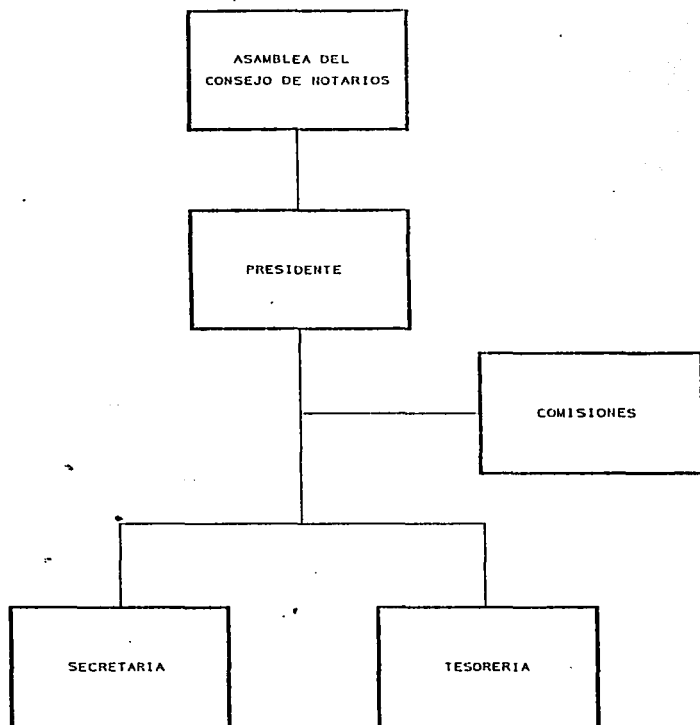 ASAMBLEA DEL
CONSEJO DE NOTARIOS
PRESIDENTE
COMISIONES
SECRETARIA
TESORERIA